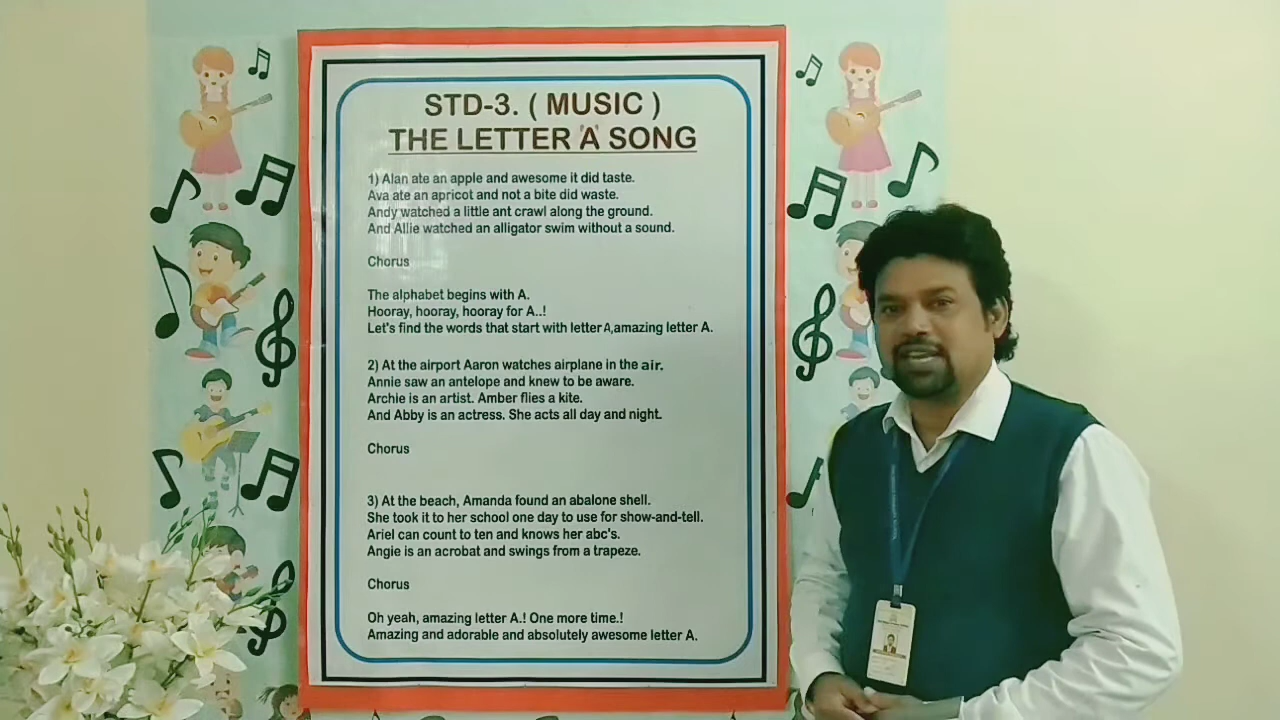 STD-3. ( MUSIC )
THE LETTER "A" SONG
1) Alan ate an apple and awesome it did taste.
Ava ate an apricot and not a bite did waste.
Andy watched a little ant crawl along the ground.
And Allie watched an alligator swim without a sound.
Chorus
The alphabet begins with A.
Hooray, hooray, hooray for A..!
Let's find the words that start with letter A,amazing letter A.
2) At the airport Aaron watches airplane in the air.
Annie saw an antelope and knew to be aware.
Archie is an artist. Amber flies a kite.
And Abby is an actress. She acts all day and night.
Chorus
3) At the beach, Amanda found an abalone shell.
She took it to her school one day to use for show-and-tell.
Ariel can count to ten and knows her abc's.
Angie is an acrobat and swings from a trapeze.
Chorus
Oh yeah, amazing letter A.! One more time.!
Amazing and adorable and absolutely awesome letter A.